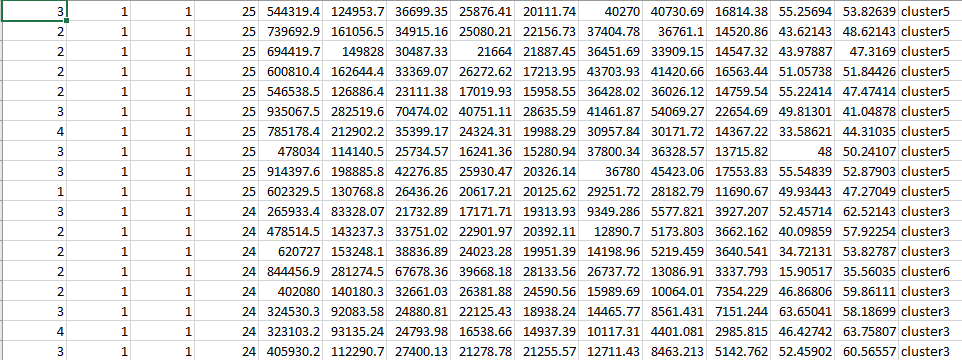 3 1 1 25 544319.4 124953.7 36699.35 25876.41 20111.74 40270 40730.69 16814.38 55.25694 53.82639 cluster5
2 1 1 25 739692.9 161056.5 34915.16 25080.21 22156.73 37404.78 36761.1 14520.86 43.62143 48.62143 cluster5
2 1 1 25 694419.7 149828 30487.33 21664 21887.45 36451.69 33909.15 14547.32 43.97887 47.3169 cluster5
2 1 1 25 600810.4 162644.4 33369.07 26272.62 17213.95 43703.93 41420.66 16563.44 51.05738 51.84426 cluster5
2 1 1 25 546538.5 126886.4 23111.38 17019.93 15958.55 36428.02 36026.12 14759.54 55.22414 47.47414 cluster5
3 1 1 25 935067.5 282519.6 70474.02 40751.11 28635.59 41461.87 54069.27 22654.69 49.81301 41.04878 cluster5
4 1 1 25 785178.4 212902.2 35399.17 24324.31 19988.29 30957.84 30171.72 14367.22 33.58621 44.31035 cluster5
3 1 1 25 478034 114140.5 25734.57 16241.36 15280.94 37800.34 36328.57 13715.82 48 50.24107 cluster5
3 1 1 25 914397.6 198885.8 42276.85 25930.47 20326.14 36780 45423.06 17553.83 55.54839 52.87903 cluster5
1 1 1 25 602329.5 130768.8 26436.26 20617.21 20125.62 29251.72 28182.79 11690.67 49.93443 47.27049 cluster5
3 1 1 24 265933.4 83328.07 21732.89 17171.71 19313.93 9349.286 5577.821 3927.207 52.45714 62.52143 cluster3
2 1 1 24 478514.5 143237.3 33751.02 22901.97 20392.11 12890.7 5173.803 3662.162 40.09859 57.92254 cluster3
2 1 1 24 620727 153248.1 38836.89 24023.28 19951.39 14198.96 5219.459 3640.541 34.72131 53.82787 cluster3
2 1 1 24 844456.9 281274.5 67678.36 39668.18 28133.56 26737.72 13086.91 3337.793 15.90517 35.56035 cluster6
2 1 1 24 402080 140180.3 32661.03 26381.88 24590.56 15989.69 10064.01 7354.229 46.86806 59.86111 cluster3
3 1 1 24 324530.3 92083.58 24880.81 22125.43 18938.24 14465.77 8561.431 7151.244 63.65041 58.18699 cluster3
4 1 1 24 323103.2 93135.24 24793.98 16538.66 14937.39 10117.31 4401.081 2985.815 46.42742 63.75807 cluster3
3 1 1 24 405930.2 112290.7 27400.13 21278.78 21255.57 12711.43 8463.213 5142.762 52.45902 60.56557 cluster3